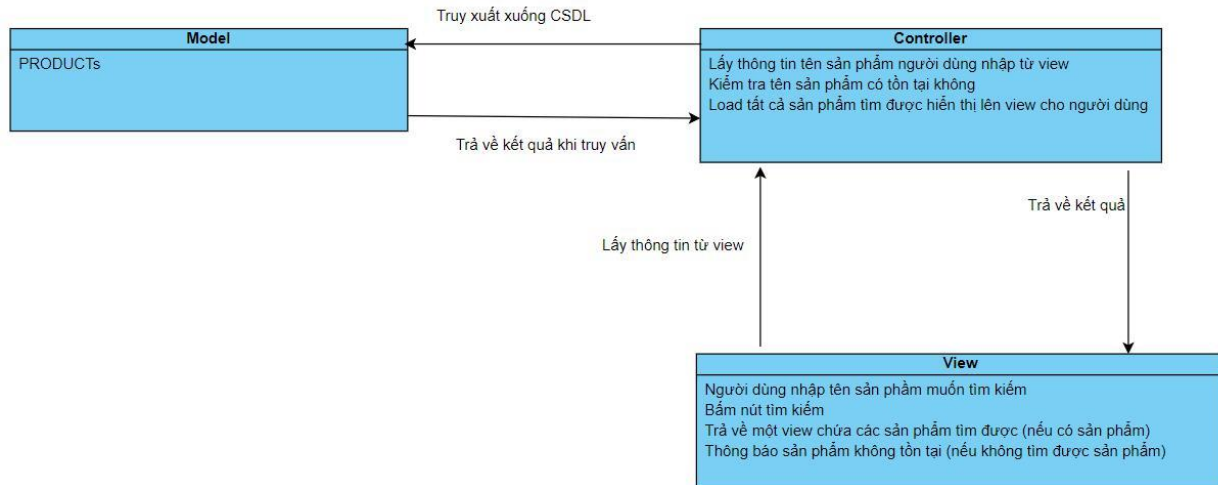 Truy xuất xuống CSDL
Model
PRODUCTs
Controller
Lấy thông tin tên sản phẩm người dùng nhập từ view
Kiểm tra tên sản phẩm có tồn tại không
Load tất cả sản phẩm tìm được hiển thị lên view cho người dùng
Trả về kết quả khi truy vấn
Trả về kết quả
Lấy thông tin từ view
View
Người dùng nhập tên sản phầm muốn tìm kiếm
Bấm nút tìm kiếm
Trả về một view chứa các sản phẩm tìm được (nếu có sản phẩm)
Thông báo sản phẩm không tồn tại (nếu không tìm được sản phẩm)